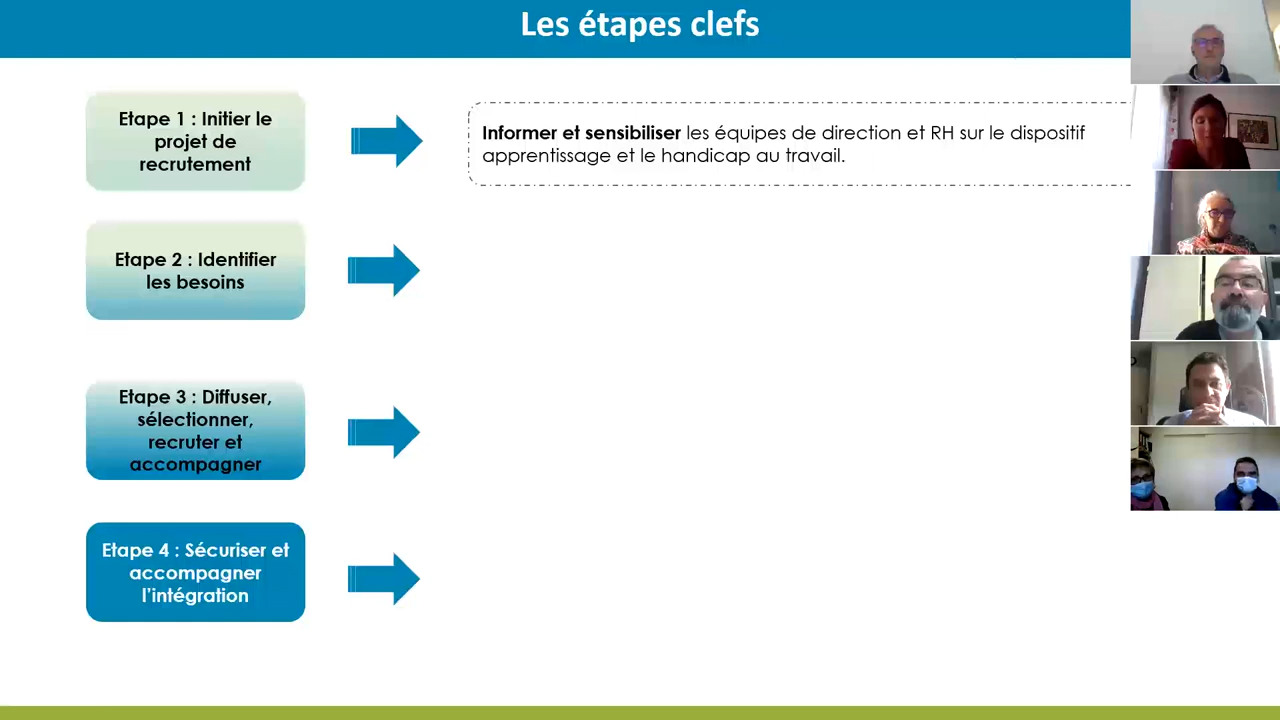 Les étapes clefs
Etape 1 : Initier le
projet de
recrutement
Informer et sensibiliser les équipes de direction et RH sur le dispositif
apprentissage et le handicap au travail.
Etape 2 : Identifier
les besoins
Etape 3 : Diffuser,
sélectionner,
recruter et
accompagner
Etape 4 : Sécuriser et
accompagner
l'intégration